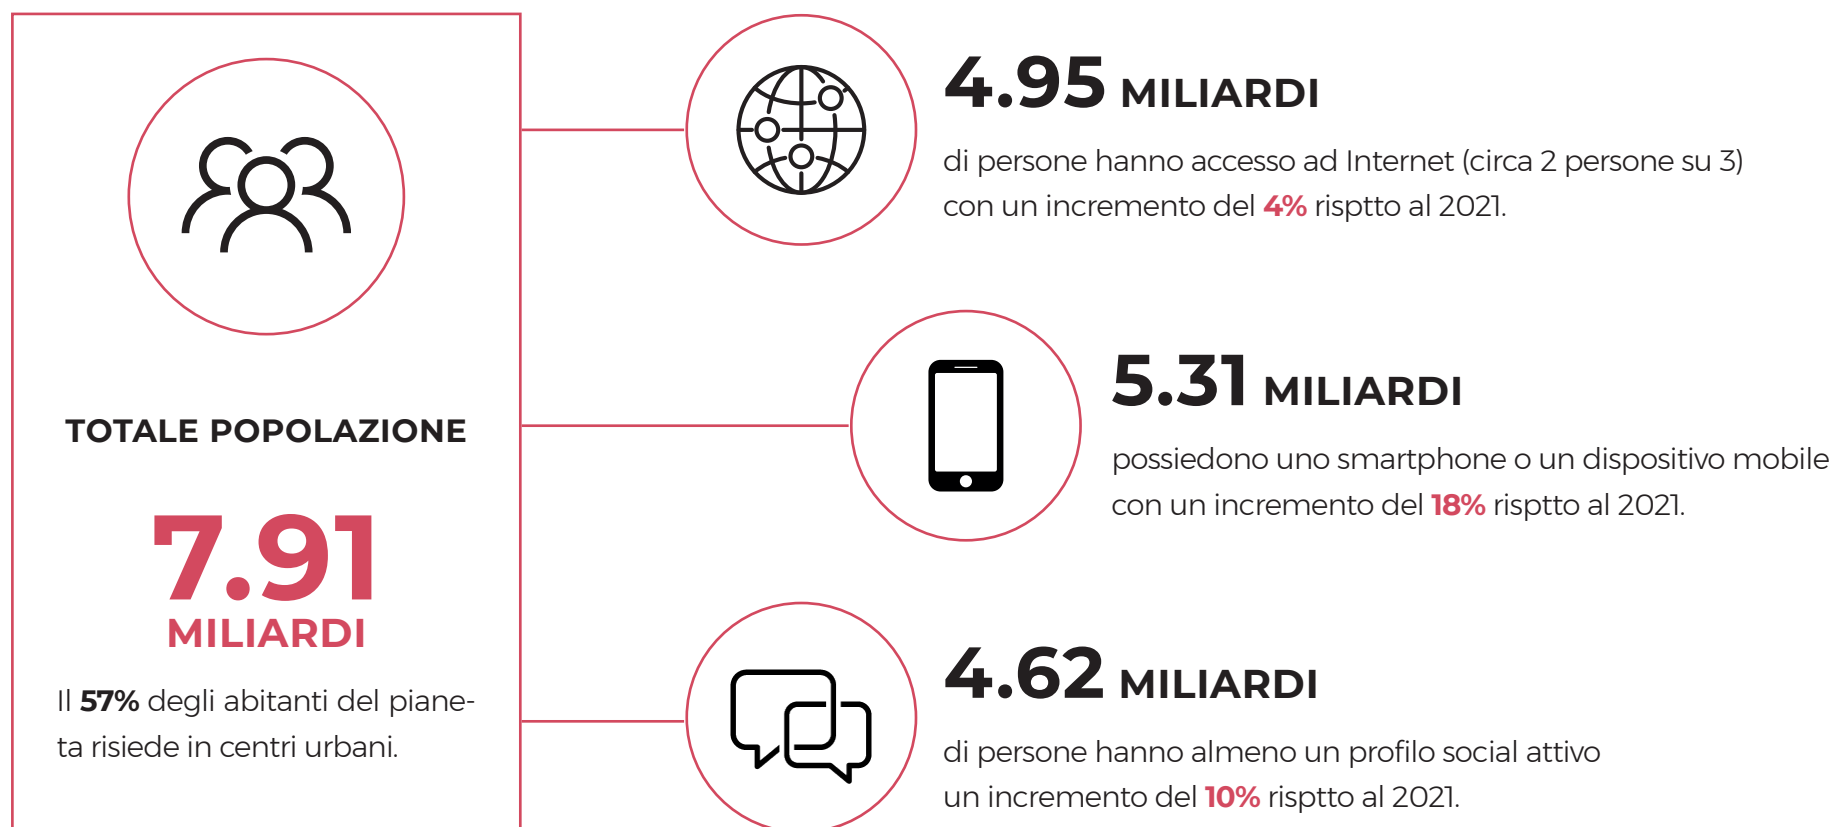 TOTALE POPOLAZIONE
7.91
MILIARDI
Il 57% degli abitanti del piane-
ta risiede in centri urbani.
4.95 MILIARDI
di persone hanno accesso ad Internet (circa 2 persone su 3)
con un incremento del 4% risptto al 2021.
5.31 MILIARDI
possiedono uno smartphone o un dispositivo mobile
con un incremento del 18% risptto al 2021.
4.62 MILIARDI
di persone hanno almeno un profilo social attivo
un incremento del 10% risptto al 2021.